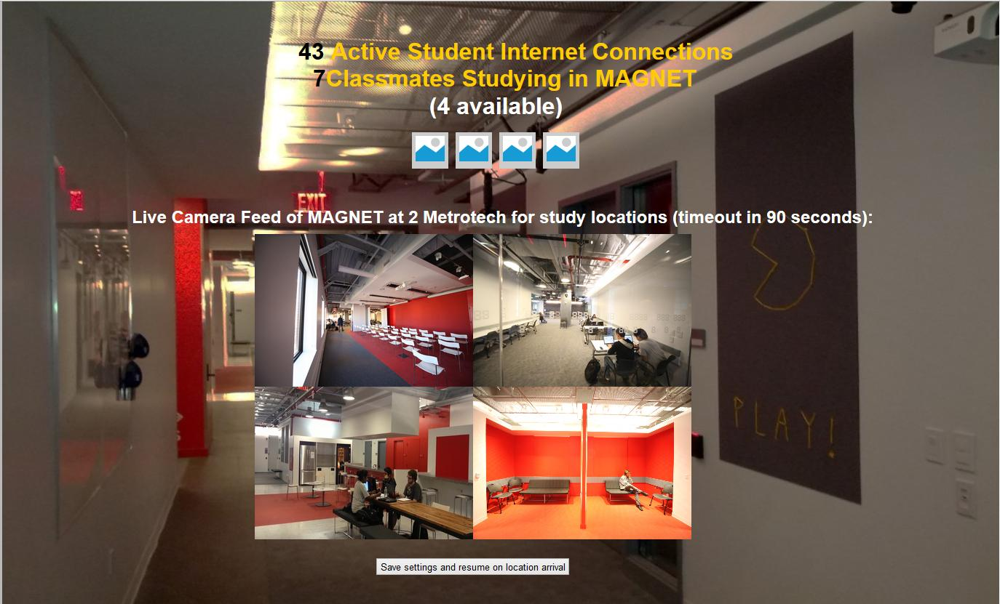 43 Active Student Internet Connections
7Classmates Studying in MAGNET
(4 available)
EXIT
Live Camera Feed of MAGNET at 2 Metrotech for study locations (timeout in 90 seconds):
PLAY!
Save settings and resume on location arrival